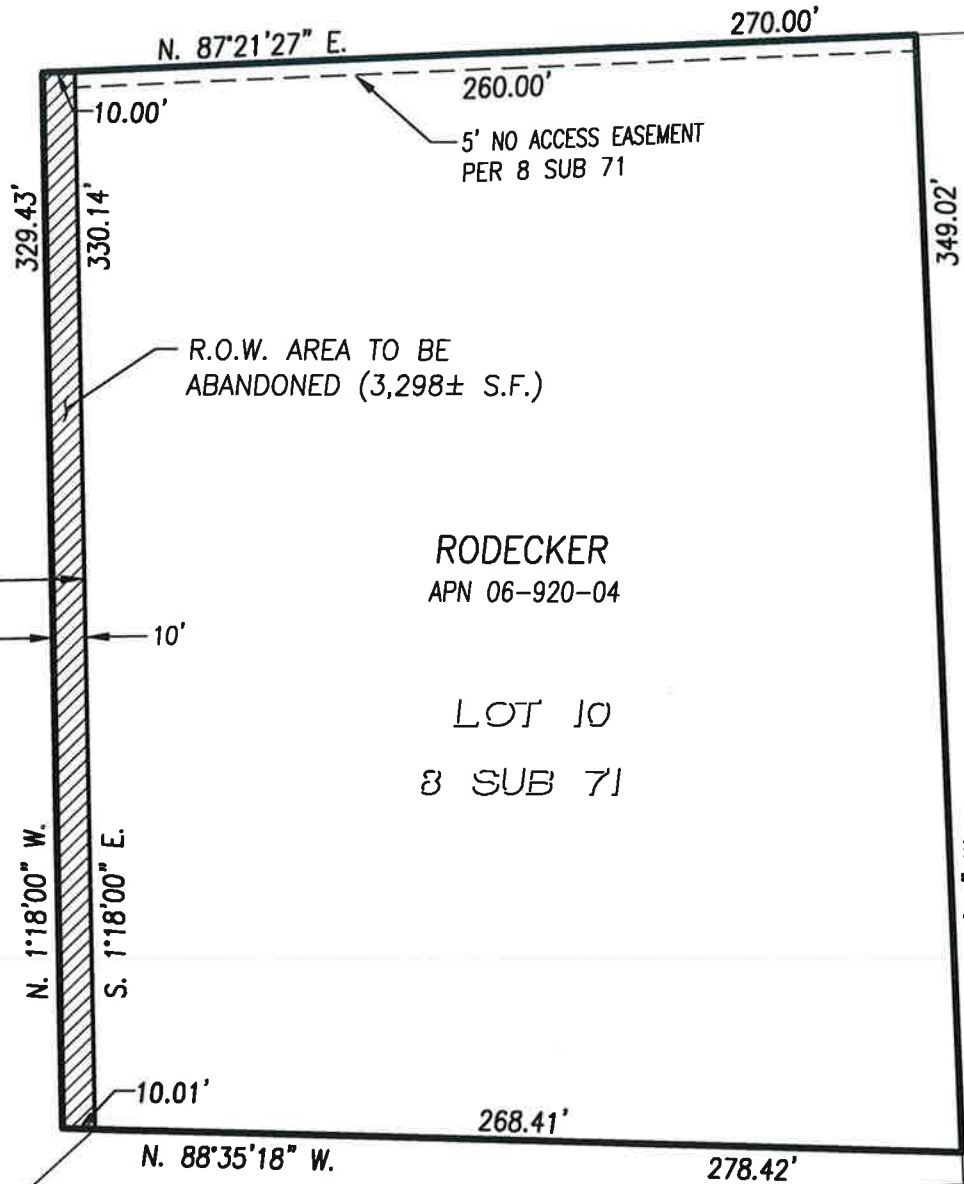 N. 87°21'27" E.
270.00'
10.00'
260.00'
5' NO ACCESS EASEMENT
PER 8 SUB 71
329.43'
330.14'
349.02'
R.O.W. AREA TO BE
ABANDONED (3,298± S.F.)
RODECKER
APN 06-920-04
10'
LOT 10
8 SUB 71
N. 1°18'00" W.
S. 1°18'00" E.
10.01'
268.41'
N. 88°35'18" W.
278.42'